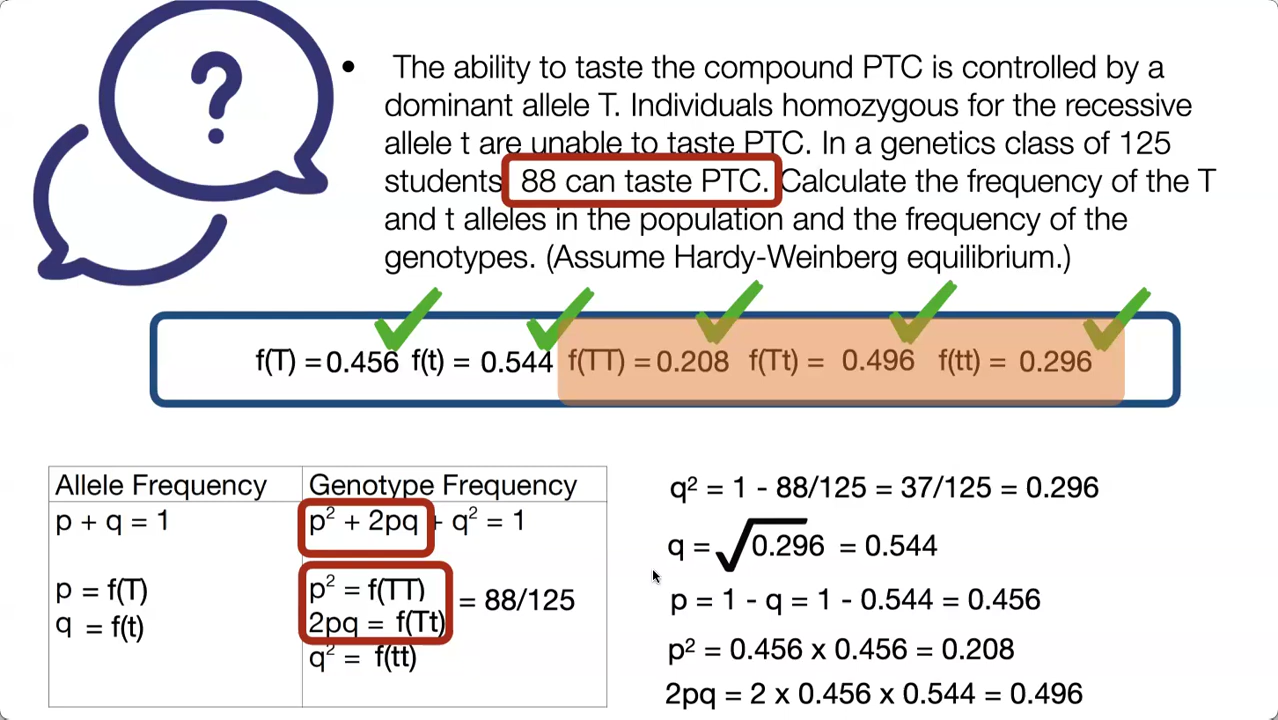 ?
• The ability to taste the compound PTC is controlled by a
dominant allele T. Individuals homozygous for the recessive
allele t are unable to taste PTC. In a genetics class of 125
students 88 can taste PTC. Calculate the frequency of the T
and t alleles in the population and the frequency of the
genotypes. (Assume Hardy-Weinberg equilibrium.)
f(T) = 0.456 f(t) = 0.544 f(TT) = 0.208 f(Tt) = 0.496 f(tt) = 0.296
Allele Frequency Genotype Frequency
p + q = 1 p² + 2pq + q² = 1
p = f(T) p² = f(TT)
= 88/125
q = f(t) 2pq = f(Tt)
q² = f(tt)
q² = 1 - 88/125 = 37/125 = 0.296
q = √0.296 = 0.544
p = 1 - q = 1 - 0.544 = 0.456
p² = 0.456 x 0.456 = 0.208
2pq = 2 x 0.456 x 0.544 = 0.496